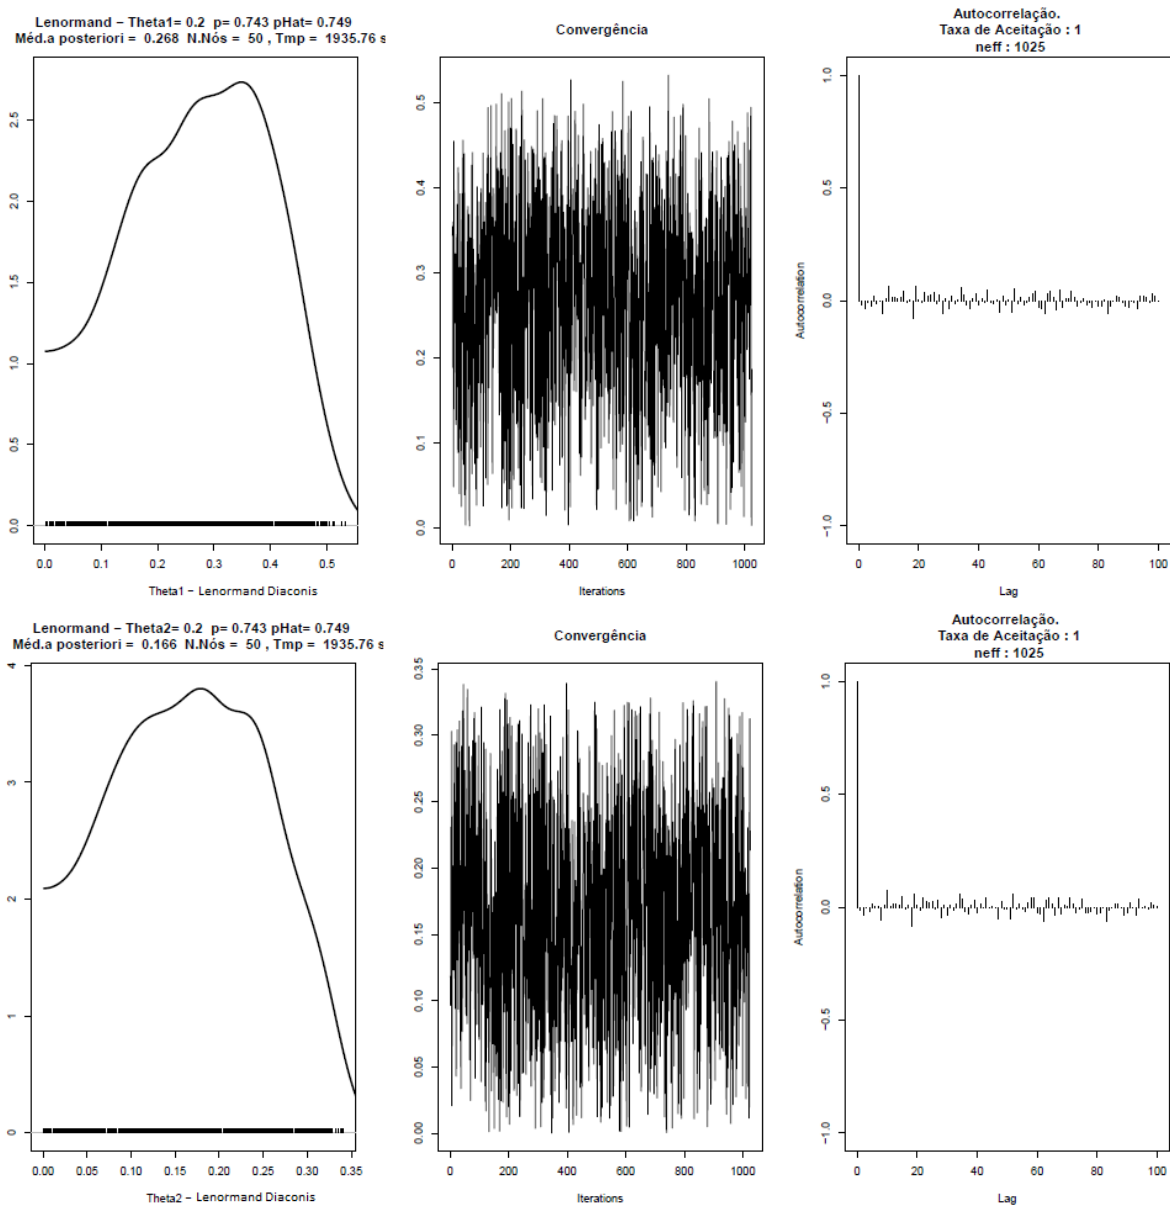 Lenormand – Theta1= 0.2 p= 0.743 pHat= 0.749
Méd.a posteriori = 0.268 N.Nós = 50 , Tmp = 1935.76 s
0.0
0.5
1.0
1.5
2.0
2.5
0.0 0.1 0.2 0.3 0.4 0.5
Theta1 – Lenormand Diaconis
Convergência
0.0
0.1
0.2
0.3
0.4
0.5
0 200 400 600 800 1000
Iterations
Autocorrelação.
Taxa de Aceitação : 1
neff : 1025
Autocorrelation
−1.0
−0.5
0.0
0.5
1.0
0 20 40 60 80 100
Lag
Lenormand – Theta2= 0.2 p= 0.743 pHat= 0.749
Méd.a posteriori = 0.166 N.Nós = 50 , Tmp = 1935.76 s
0
1
2
3
4
0.00 0.05 0.10 0.15 0.20 0.25 0.30 0.35
Theta2 – Lenormand Diaconis
Convergência
0.00
0.05
0.10
0.15
0.20
0.25
0.30
0.35
0 200 400 600 800 1000
Iterations
Autocorrelação.
Taxa de Aceitação : 1
neff : 1025
Autocorrelation
−1.0
−0.5
0.0
0.5
1.0
0 20 40 60 80 100
Lag